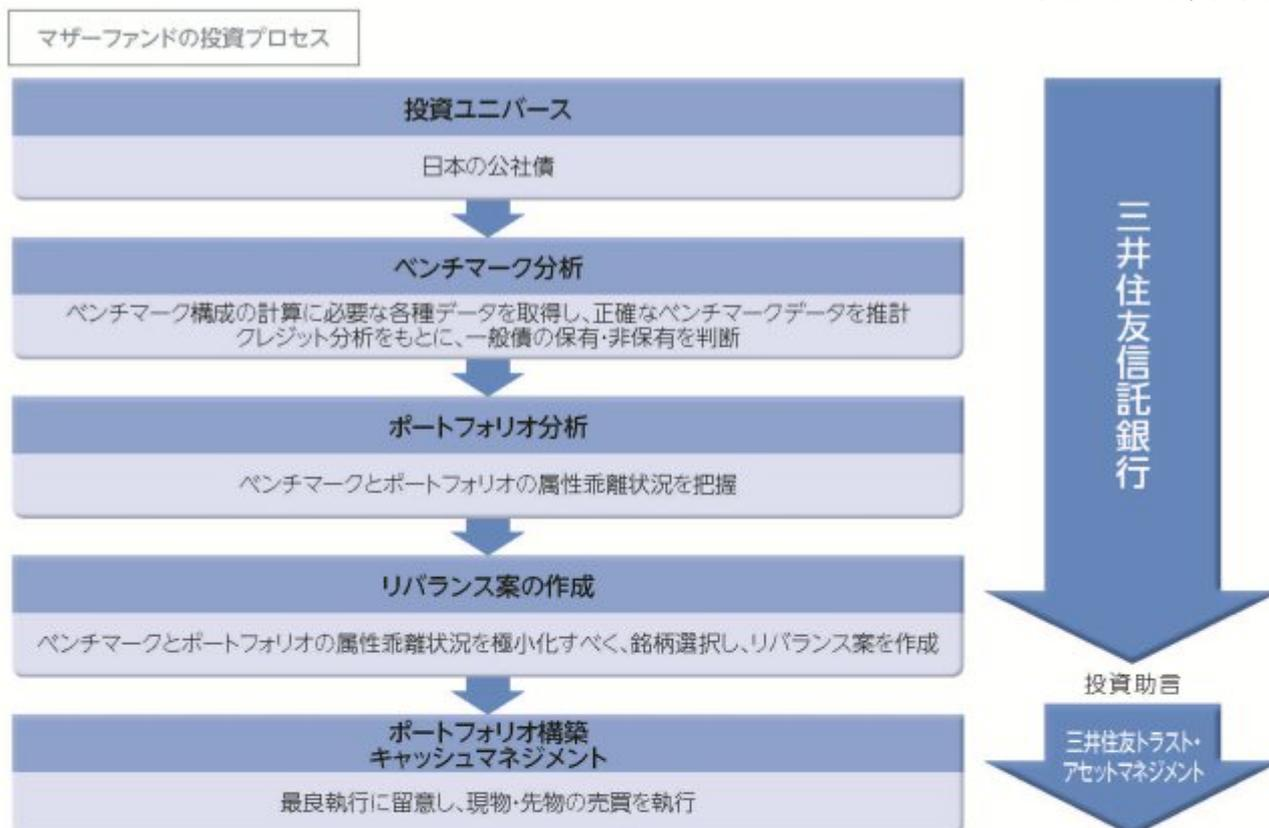 マザーファンドの投資プロセス
投資ユニバース
日本の公社債
ベンチマーク分析
ベンチマーク構成の計算に必要な各種データを取得し、正確なベンチマークデータを推計
クレジット分析をもとに、一般債の保有・非保有を判断
ポートフォリオ分析
ベンチマークとポートフォリオの属性乖離状況を把握
リバランス案の作成
ベンチマークとポートフォリオの属性乖離状況を極小化すべく、銘柄選択し、リバランス案を作成
ポートフォリオ構築
キャッシュマネジメント
最良執行に留意し、現物・先物の売買を執行
三井住友信託銀行
投資助言
三井住友トラスト・
アセットマネジメント